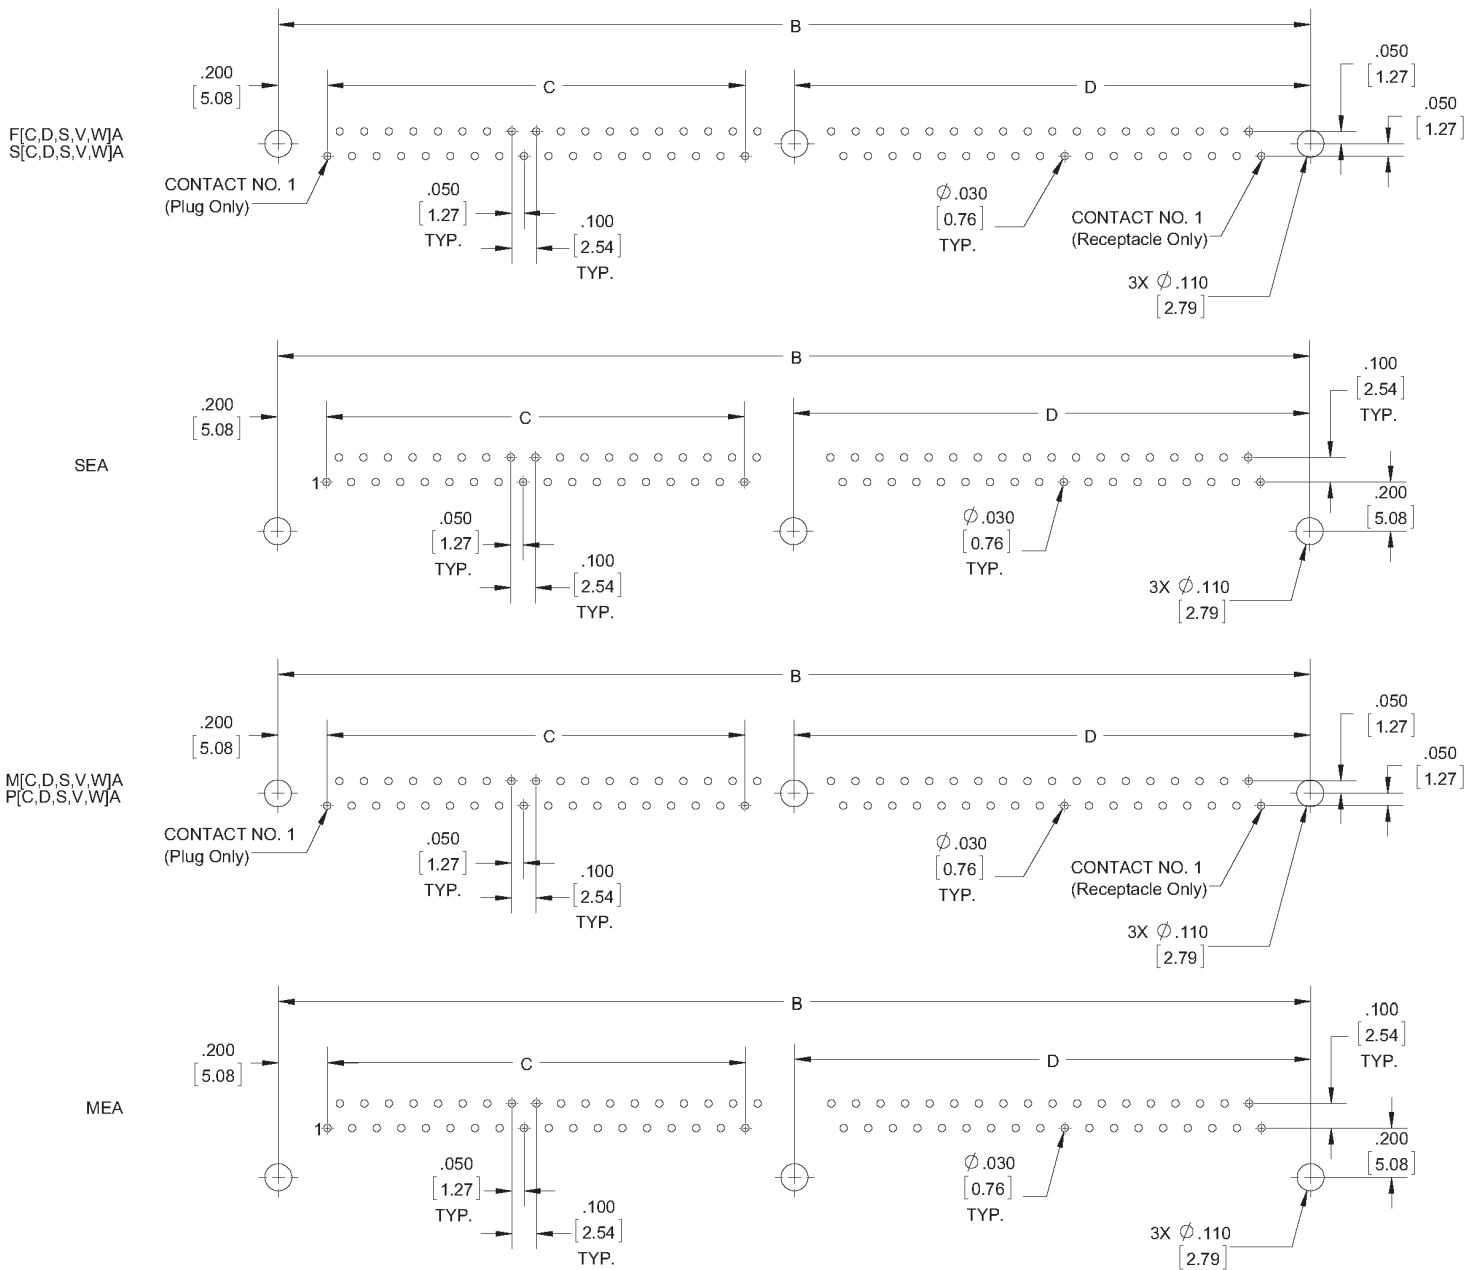 B
.050
[1.27]
.200
[5.08]
C
D
.050
[1.27]
F[C,D,S,V,W]A
S[C,D,S,V,W]A
CONTACT NO. 1
(Plug Only)
.050
[1.27]
TYP.
.100
[2.54]
TYP.
Ø.030
[0.76]
TYP.
CONTACT NO. 1
(Receptacle Only)
3X Ø.110
[2.79]
B
.100
[2.54]
TYP.
.200
[5.08]
C
D
SEA
1
.200
[5.08]
.050
[1.27]
TYP.
.100
[2.54]
TYP.
Ø.030
[0.76]
TYP.
3X Ø.110
[2.79]
B
.050
[1.27]
.200
[5.08]
C
D
.050
[1.27]
M[C,D,S,V,W]A
P[C,D,S,V,W]A
CONTACT NO. 1
(Plug Only)
.050
[1.27]
TYP.
.100
[2.54]
TYP.
Ø.030
[0.76]
TYP.
CONTACT NO. 1
(Receptacle Only)
3X Ø.110
[2.79]
B
.100
[2.54]
TYP.
.200
[5.08]
C
D
MEA
1
.200
[5.08]
.050
[1.27]
TYP.
.100
[2.54]
TYP.
Ø.030
[0.76]
TYP.
3X Ø.110
[2.79]